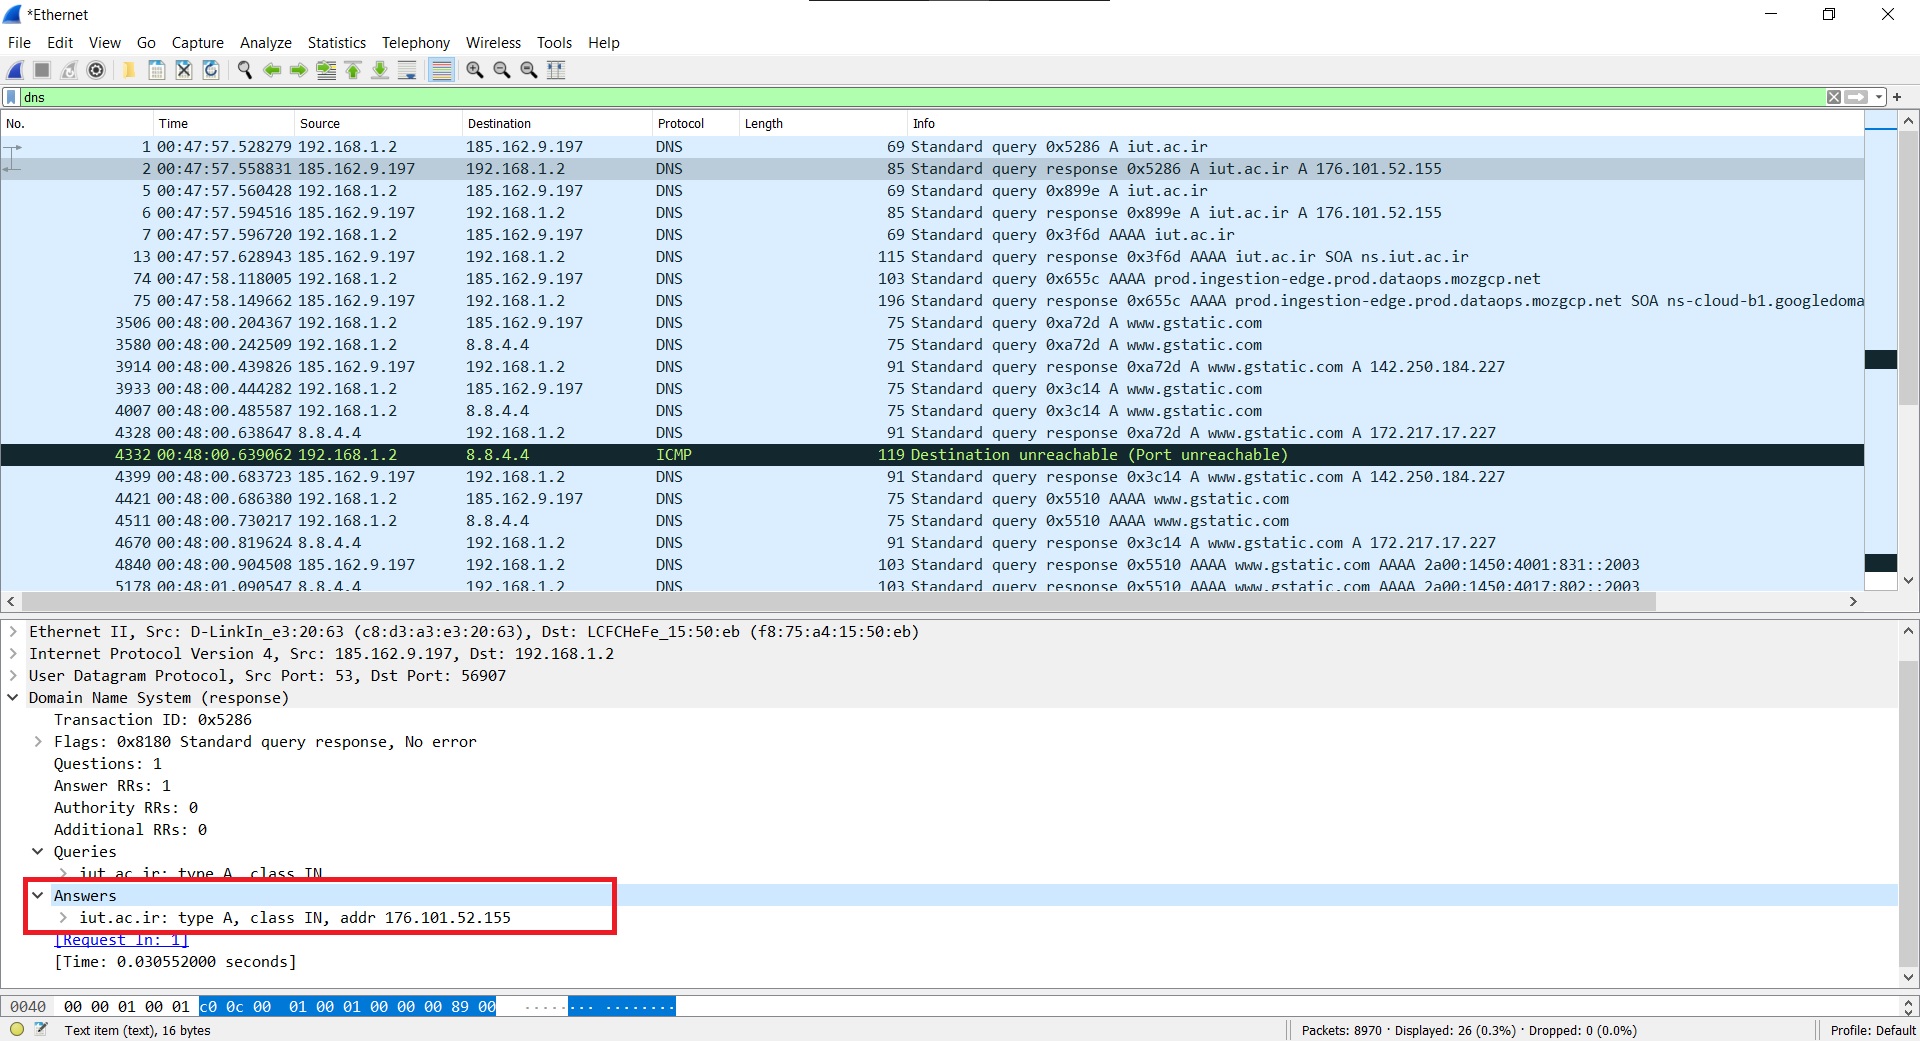 *Ethernet
File Edit View Go Capture Analyze Statistics Telephony Wireless Tools Help
dns
No. Time Source Destination Protocol Length Info
1 00:47:57.528279 192.168.1.2 185.162.9.197 DNS 69 Standard query 0x5286 A iut.ac.ir
2 00:47:57.558831 185.162.9.197 192.168.1.2 DNS 85 Standard query response 0x5286 A iut.ac.ir A 176.101.52.155
5 00:47:57.560428 192.168.1.2 185.162.9.197 DNS 69 Standard query 0x899e A iut.ac.ir
6 00:47:57.594516 185.162.9.197 192.168.1.2 DNS 85 Standard query response 0x899e A iut.ac.ir A 176.101.52.155
7 00:47:57.596720 192.168.1.2 185.162.9.197 DNS 69 Standard query 0x3f6d AAAA iut.ac.ir
13 00:47:57.628943 185.162.9.197 192.168.1.2 DNS 115 Standard query response 0x3f6d AAAA iut.ac.ir SOA ns.iut.ac.ir
74 00:47:58.118005 192.168.1.2 185.162.9.197 DNS 103 Standard query 0x655c AAAA prod.ingestion-edge.prod.dataops.mozgcp.net
75 00:47:58.149662 185.162.9.197 192.168.1.2 DNS 196 Standard query response 0x655c AAAA prod.ingestion-edge.prod.dataops.mozgcp.net SOA ns-cloud-b1.googledoma
3506 00:48:00.204367 192.168.1.2 185.162.9.197 DNS 75 Standard query 0xa72d A www.gstatic.com
3580 00:48:00.242509 192.168.1.2 8.8.4.4 DNS 75 Standard query 0xa72d A www.gstatic.com
3914 00:48:00.439826 185.162.9.197 192.168.1.2 DNS 91 Standard query response 0xa72d A www.gstatic.com A 142.250.184.227
3933 00:48:00.444282 192.168.1.2 185.162.9.197 DNS 75 Standard query 0x3c14 A www.gstatic.com
4007 00:48:00.485587 192.168.1.2 8.8.4.4 DNS 75 Standard query 0x3c14 A www.gstatic.com
4328 00:48:00.638647 8.8.4.4 192.168.1.2 DNS 91 Standard query response 0xa72d A www.gstatic.com A 172.217.17.227
4332 00:48:00.639062 192.168.1.2 8.8.4.4 ICMP 119 Destination unreachable (Port unreachable)
4399 00:48:00.683723 185.162.9.197 192.168.1.2 DNS 91 Standard query response 0x3c14 A www.gstatic.com A 142.250.184.227
4421 00:48:00.686380 192.168.1.2 185.162.9.197 DNS 75 Standard query 0x5510 AAAA www.gstatic.com
4511 00:48:00.730217 192.168.1.2 8.8.4.4 DNS 75 Standard query 0x5510 AAAA www.gstatic.com
4670 00:48:00.819624 8.8.4.4 192.168.1.2 DNS 91 Standard query response 0x3c14 A www.gstatic.com A 172.217.17.227
4840 00:48:00.904508 185.162.9.197 192.168.1.2 DNS 103 Standard query response 0x5510 AAAA www.gstatic.com AAAA 2a00:1450:4001:831::2003
5178 00:48:01.090547 8.8.4.4 192.168.1.2 DNS 103 Standard query response 0x5510 AAAA www.gstatic.com AAAA 2a00:1450:4017:802::2003
Ethernet II, Src: D-LinkIn_e3:20:63 (c8:d3:a3:e3:20:63), Dst: LCFCHeFe_15:50:eb (f8:75:a4:15:50:eb)
Internet Protocol Version 4, Src: 185.162.9.197, Dst: 192.168.1.2
User Datagram Protocol, Src Port: 53, Dst Port: 56907
Domain Name System (response)
Transaction ID: 0x5286
Flags: 0x8180 Standard query response, No error
Questions: 1
Answer RRs: 1
Authority RRs: 0
Additional RRs: 0
Queries
iut.ac.ir: type A, class IN
Answers
iut.ac.ir: type A, class IN, addr 176.101.52.155
[Request In: 1]
[Time: 0.030552000 seconds]
0040 00 00 01 00 01 c0 0c 00 01 00 01 00 00 00 89 00 ········ ········
Text item (text), 16 bytes Packets: 8970 · Displayed: 26 (0.3%) · Dropped: 0 (0.0%) Profile: Default